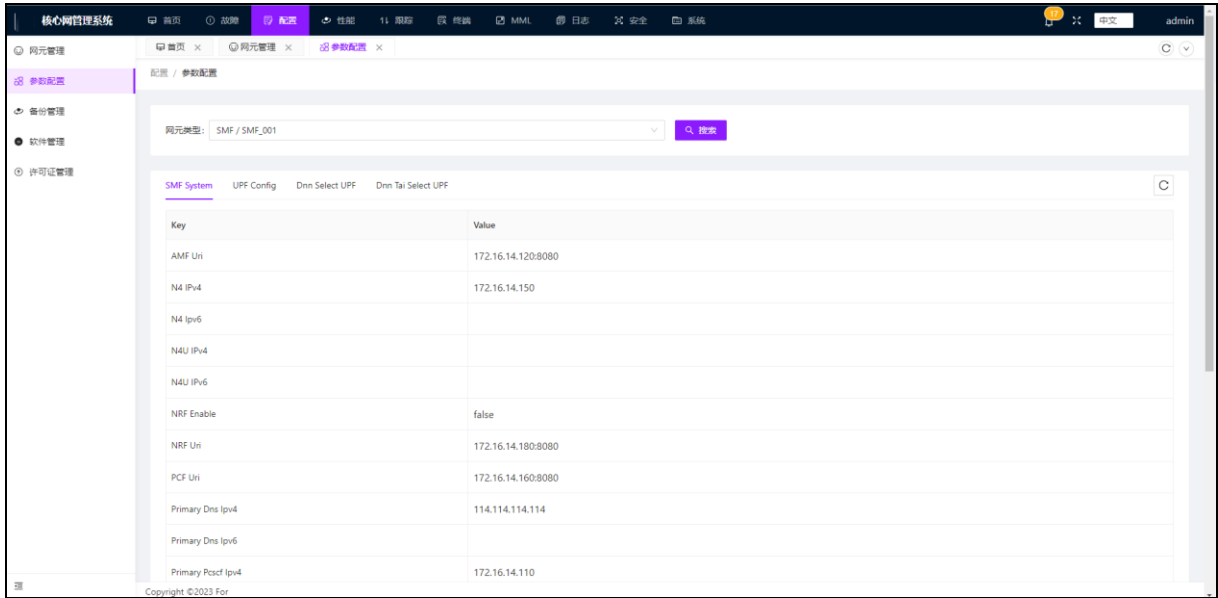 核心网管理系统 首页 故障 配置 性能 跟踪 终端 MML 日志 安全 系统 17 中文 admin
网元管理 首页 网元管理 参数配置
参数配置 配置 / 参数配置
备份管理
网元类型: SMF / SMF_001 搜索
软件管理
许可证管理
SMF System UPF Config Dnn Select UPF Dnn Tai Select UPF
Key Value
AMF Uri 172.16.14.120:8080
N4 IPv4 172.16.14.150
N4 Ipv6
N4U IPv4
N4U IPv6
NRF Enable false
NRF Uri 172.16.14.180:8080
PCF Uri 172.16.14.160:8080
Primary Dns Ipv4 114.114.114.114
Primary Dns Ipv6
Primary Pcscf Ipv4 172.16.14.110
Copyright ©2023 For